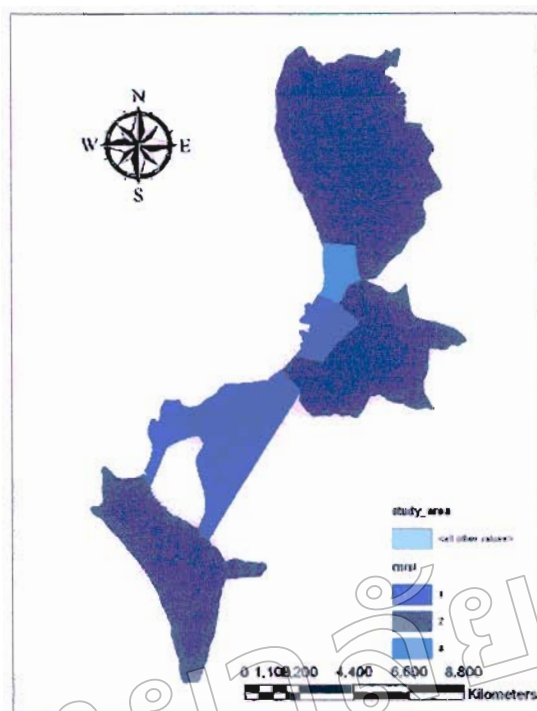 N
W E
S
study_area
<all other values>
1
2
0 1,100 2,200 4,400 6,600 8,800
Kilometers